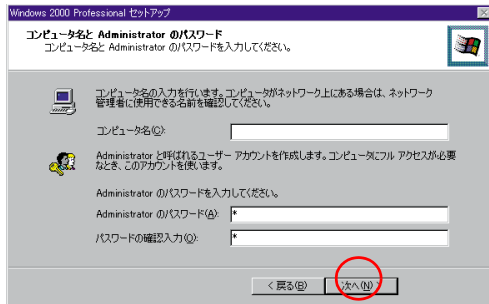 Windows 2000 Professional セットアップ
コンピュータ名と Administrator のパスワード
コンピュータ名と Administrator のパスワードを入力してください。
コンピュータ名の入力を行います。コンピュータがネットワーク上にある場合は、ネットワーク
管理者に使用できる名前を確認してください。
コンピュータ名(C):
Administrator と呼ばれるユーザー アカウントを作成します。コンピュータにフル アクセスが必要
なとき、このアカウントを使います。
Administrator のパスワードを入力してください。
Administrator のパスワード(A): *
パスワードの確認入力(O): *
< 戻る(B) 次へ(N) >